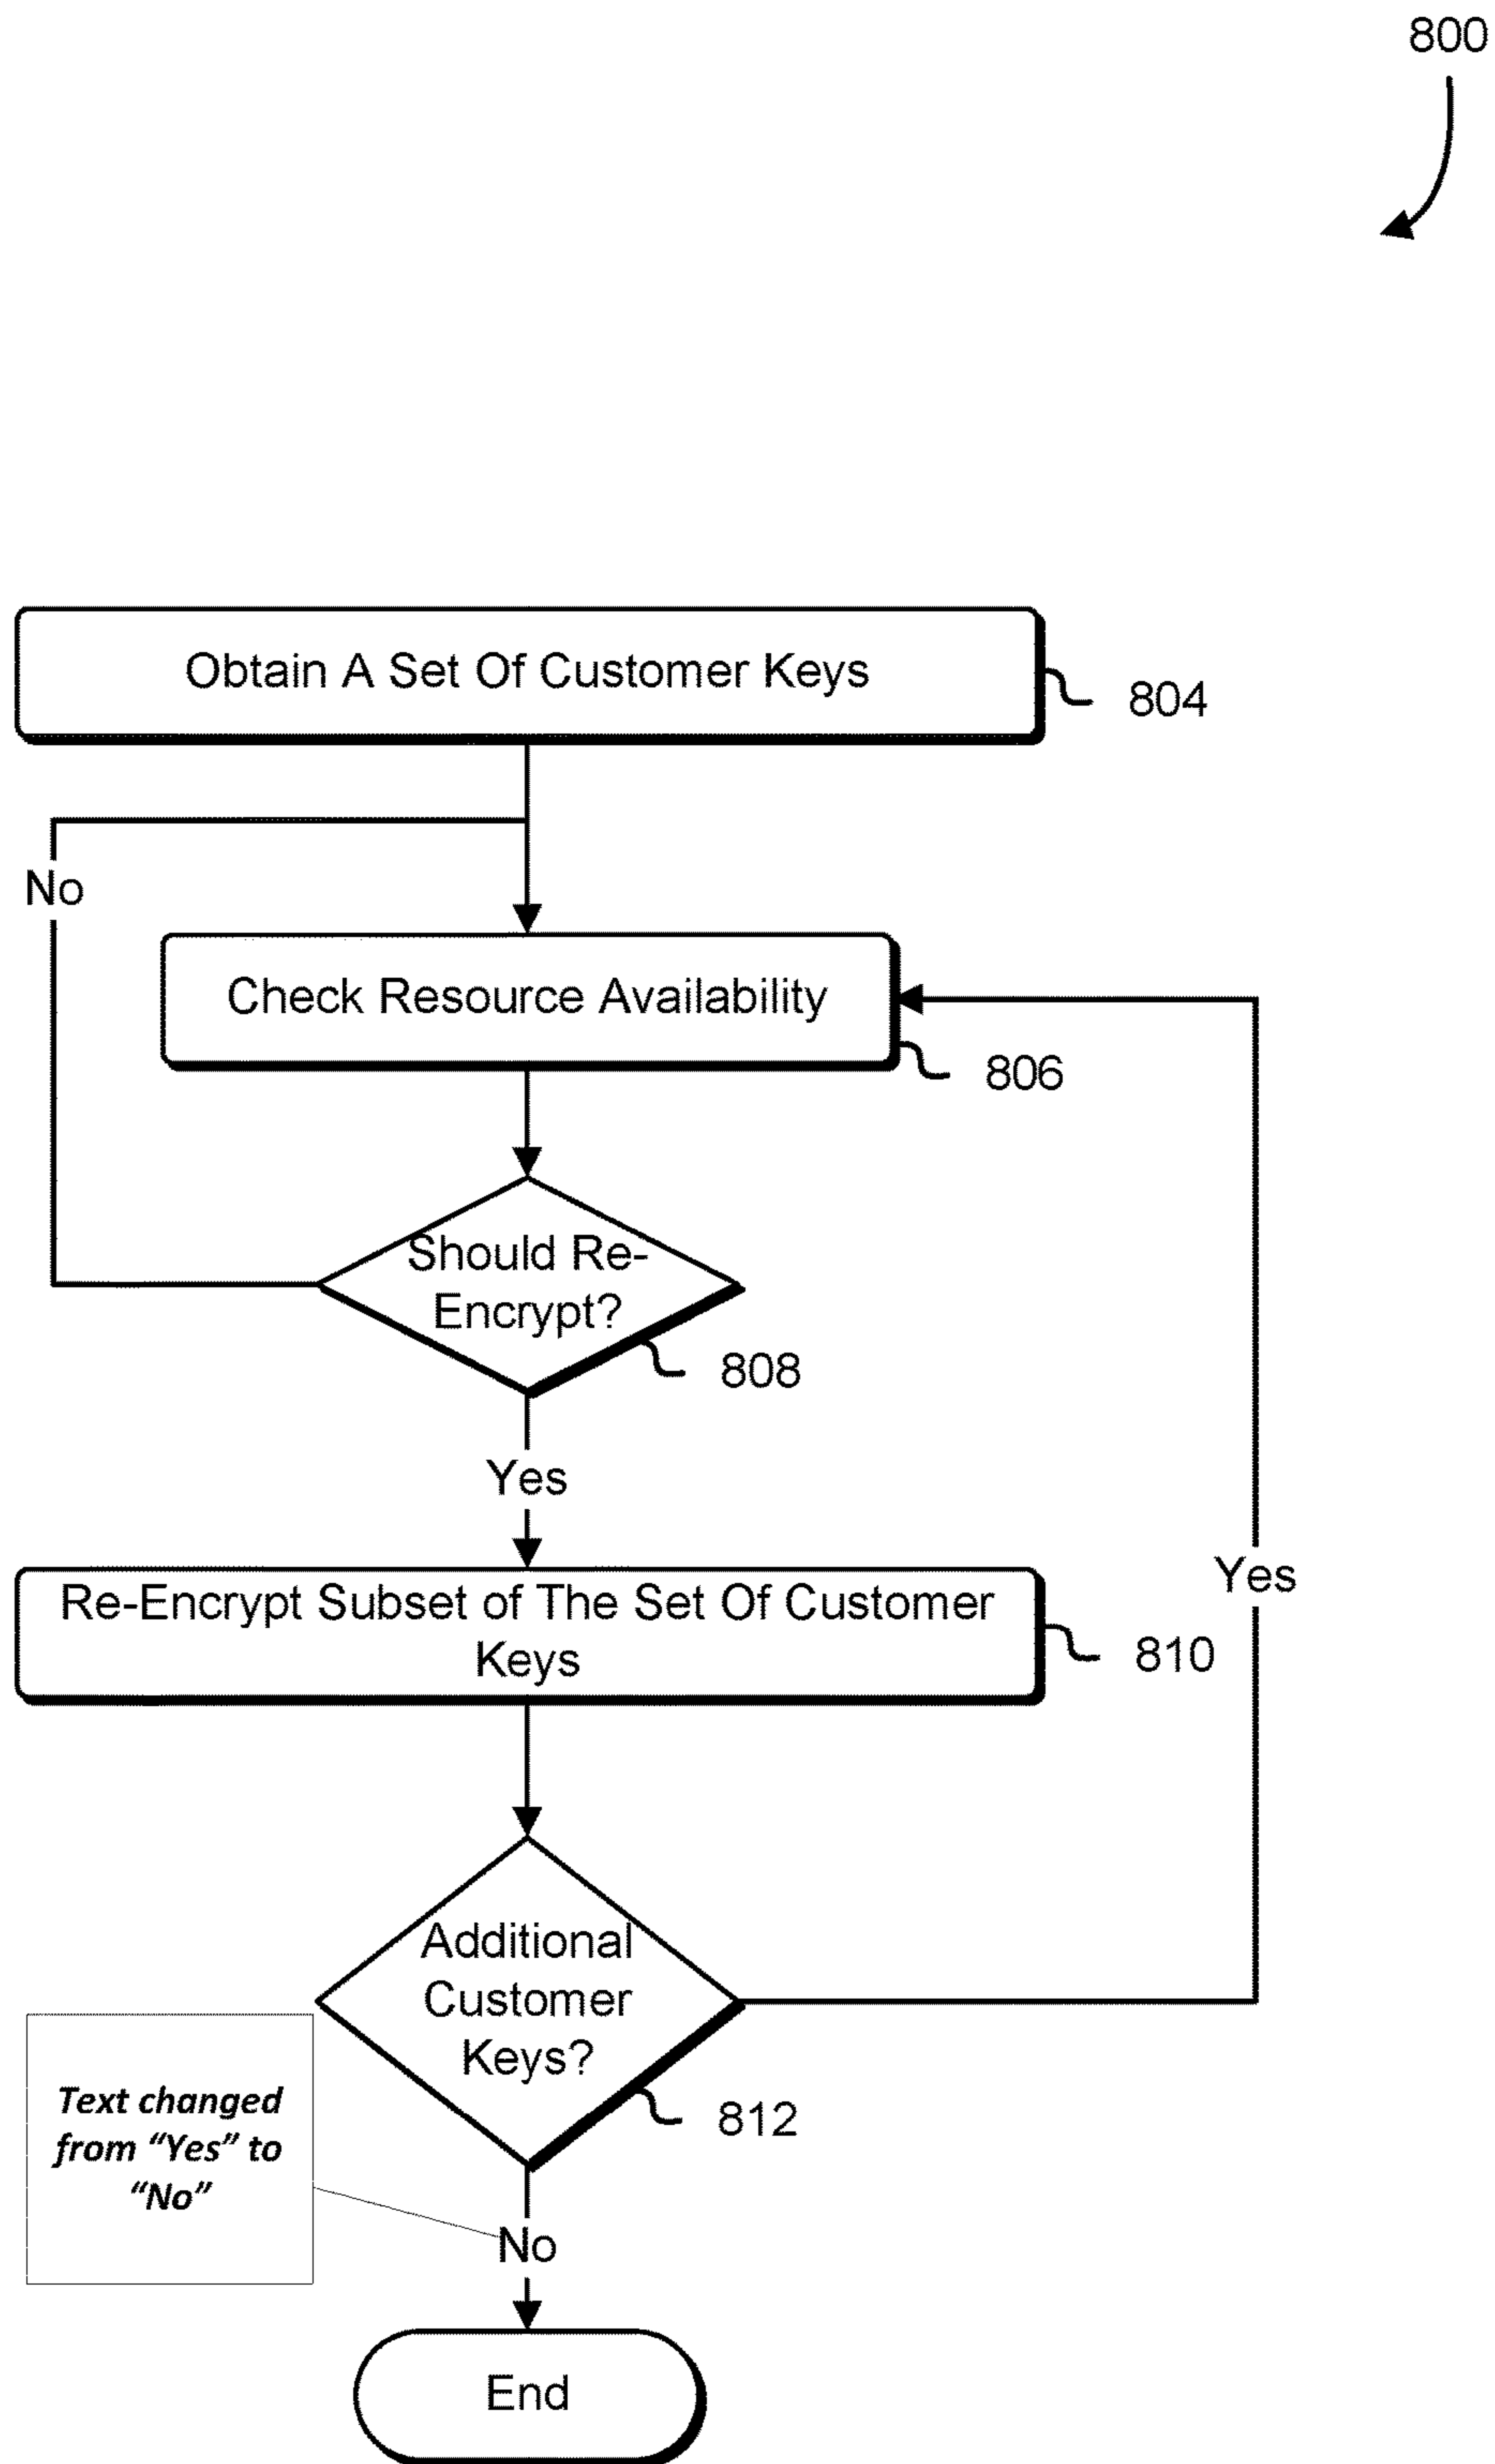 800
Obtain A Set Of Customer Keys
804
No
Check Resource Availability
806
Should Re-
Encrypt?
808
Yes
Re-Encrypt Subset of The Set Of Customer
Keys
810
Yes
Additional
Customer
Keys?
812
Text changed
from “Yes” to
“No”
No
End